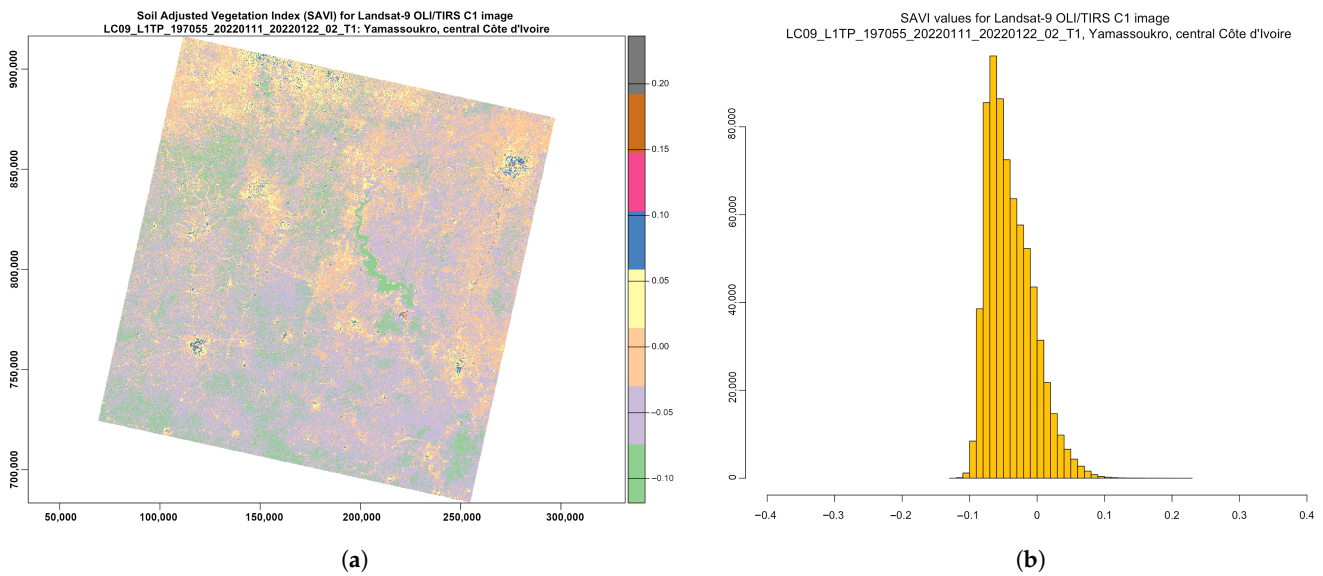 Soil Adjusted Vegetation Index (SAVI) for Landsat-9 OLI/TIRS C1 image
LC09_L1TP_197055_20220111_20220122_02_T1: Yamassoukro, central Côte d'Ivoire
900,000
850,000
800,000
750,000
700,000
50,000 100,000 150,000 200,000 250,000 300,000
0.20
0.15
0.10
0.05
0.00
−0.05
−0.10
(a)
SAVI values for Landsat-9 OLI/TIRS C1 image
LC09_L1TP_197055_20220111_20220122_02_T1, Yamassoukro, central Côte d'Ivoire
80,000
60,000
40,000
20,000
0
−0.4 −0.3 −0.2 −0.1 0 0.1 0.2 0.3 0.4
(b)